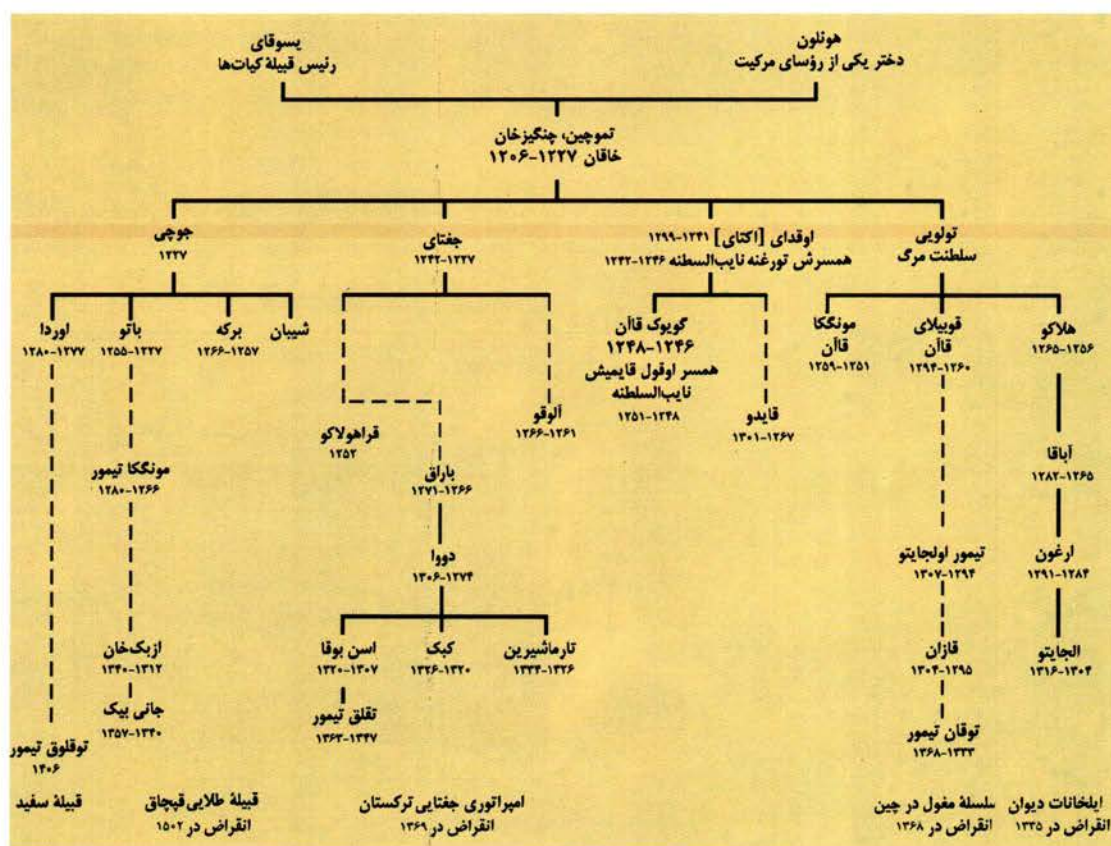 هوئلون
دختر یکی از رؤسای مرکیت
یسوقای
رئیس قبیلهٔ کیات‌ها
تموچین، چنگیزخان
خاقان ۱۲۲۷-۱۲۰۶
تولویی
سلطنت مرگ
اوقدای [اکتای] ۱۲۴۱-۱۲۹۹
همسرش تورغنه نایب‌السطنه ۱۲۴۶-۱۲۴۲
جغتای
۱۲۲۷-۱۲۴۲
جوچی
۱۲۲۷
هلاکو
۱۲۵۶-۱۲۶۵
قوبیلای
قاآن
۱۲۶۰-۱۲۹۴
مونگکا
قاآن
۱۲۵۱-۱۲۵۹
قایدو
۱۲۶۷-۱۳۰۱
گویوک قاآن
۱۲۴۶-۱۲۴۸
همسر اوقول قایمیش
نایب‌السلطنه
۱۲۴۸-۱۲۵۱
آلوقو
۱۲۶۱-۱۲۶۶
قراهولاکو
۱۲۵۲
باراق
۱۲۶۶-۱۲۷۱
دووا
۱۲۷۴-۱۳۰۶
تارماشیرین
۱۳۲۶-۱۳۳۴
کبک
۱۳۲۰-۱۳۲۶
اسن بوقا
۱۳۰۷-۱۳۲۰
تقلق تیمور
۱۳۴۷-۱۳۶۳
شیبان
برکه
۱۲۵۷-۱۲۶۶
باتو
۱۲۲۷-۱۲۵۵
اوردا
۱۲۷۷-۱۲۸۰
مونگکا تیمور
۱۲۶۶-۱۲۸۰
ازبک‌خان
۱۳۱۲-۱۳۴۰
جانی بیک
۱۳۴۰-۱۳۵۷
توقلوق تیمور
۱۴۰۶
آباقا
۱۲۶۵-۱۲۸۲
ارغون
۱۲۸۴-۱۲۹۱
الجایتو
۱۳۰۴-۱۳۱۶
تیمور اولجایتو
۱۲۹۴-۱۳۰۷
قازان
۱۲۹۵-۱۳۰۴
توقان تیمور
۱۳۳۳-۱۳۶۸
ایلخانات دیوان
انقراض در ۱۳۳۵
سلسلهٔ مغول در چین
انقراض در ۱۳۶۸
امپراتوری جغتایی ترکستان
انقراض در ۱۳۶۹
قبیلهٔ طلایی قپچاق
انقراض در ۱۵۰۲
قبیلهٔ سفید